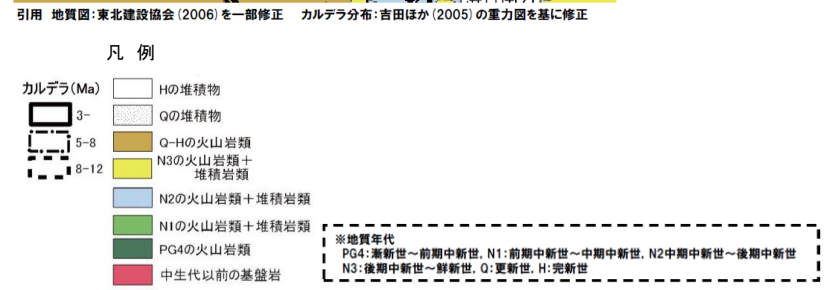 引用 地質図:東北建設協会(2006)を一部修正 カルデラ分布:吉田ほか(2005)の重力図を基に修正
凡 例
カルデラ(Ma)
3-
5-8
8-12
Hの堆積物
Qの堆積物
Q-Hの火山岩類
N3の火山岩類+
堆積岩類
N2の火山岩類+堆積岩類
N1の火山岩類+堆積岩類
PG4の火山岩類
中生代以前の基盤岩
※地質年代
PG4:漸新世~前期中新世, N1:前期中新世~中期中新世, N2中期中新世~後期中新世
N3:後期中新世~鮮新世, Q:更新世, H:完新世